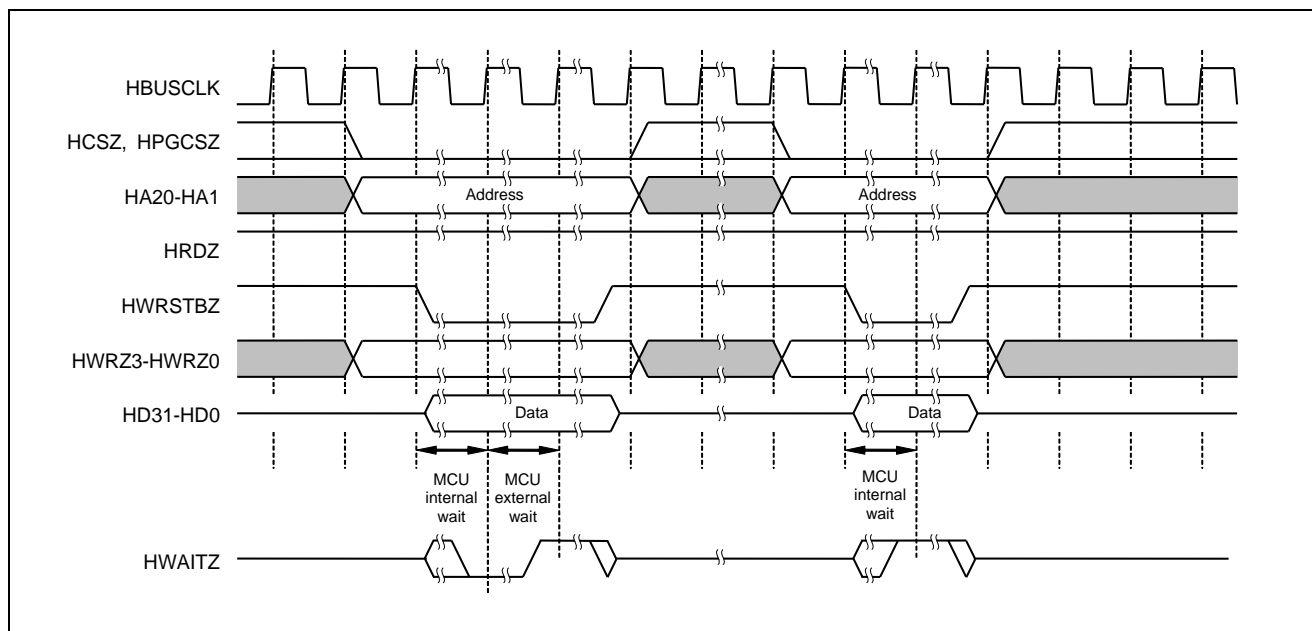 HBUSCLK
HCSZ, HPGCSZ
HA20-HA1
Address
Address
HRDZ
HWRSTBZ
HWRZ3-HWRZ0
HD31-HD0
Data
Data
MCU
internal
wait
MCU
external
wait
MCU
internal
wait
HWAITZ